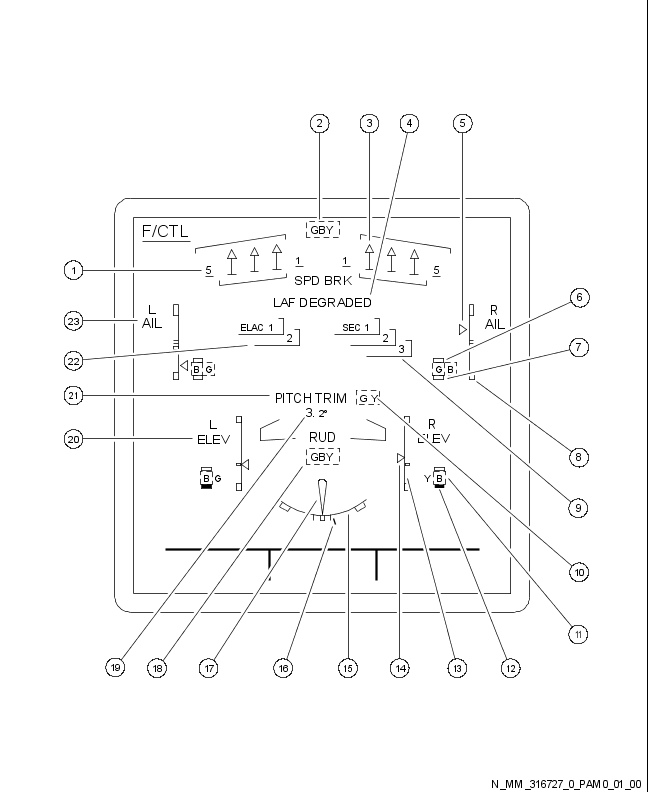 2 3 4 5
F/CTL GBY
1 5 1 1 5
SPD BRK
LAF DEGRADED
6
23 L AIL R AIL
ELAC 1 SEC 1
2 2
3
7
22
B G G B
21 PITCH TRIM G Y
3.2°
L R
20 ELEV RUD ELEV
8
GBY
B G Y B
9
10
11
19 18 17 16 15 14 13 12
N_MM_316727_0_PAM0_01_00